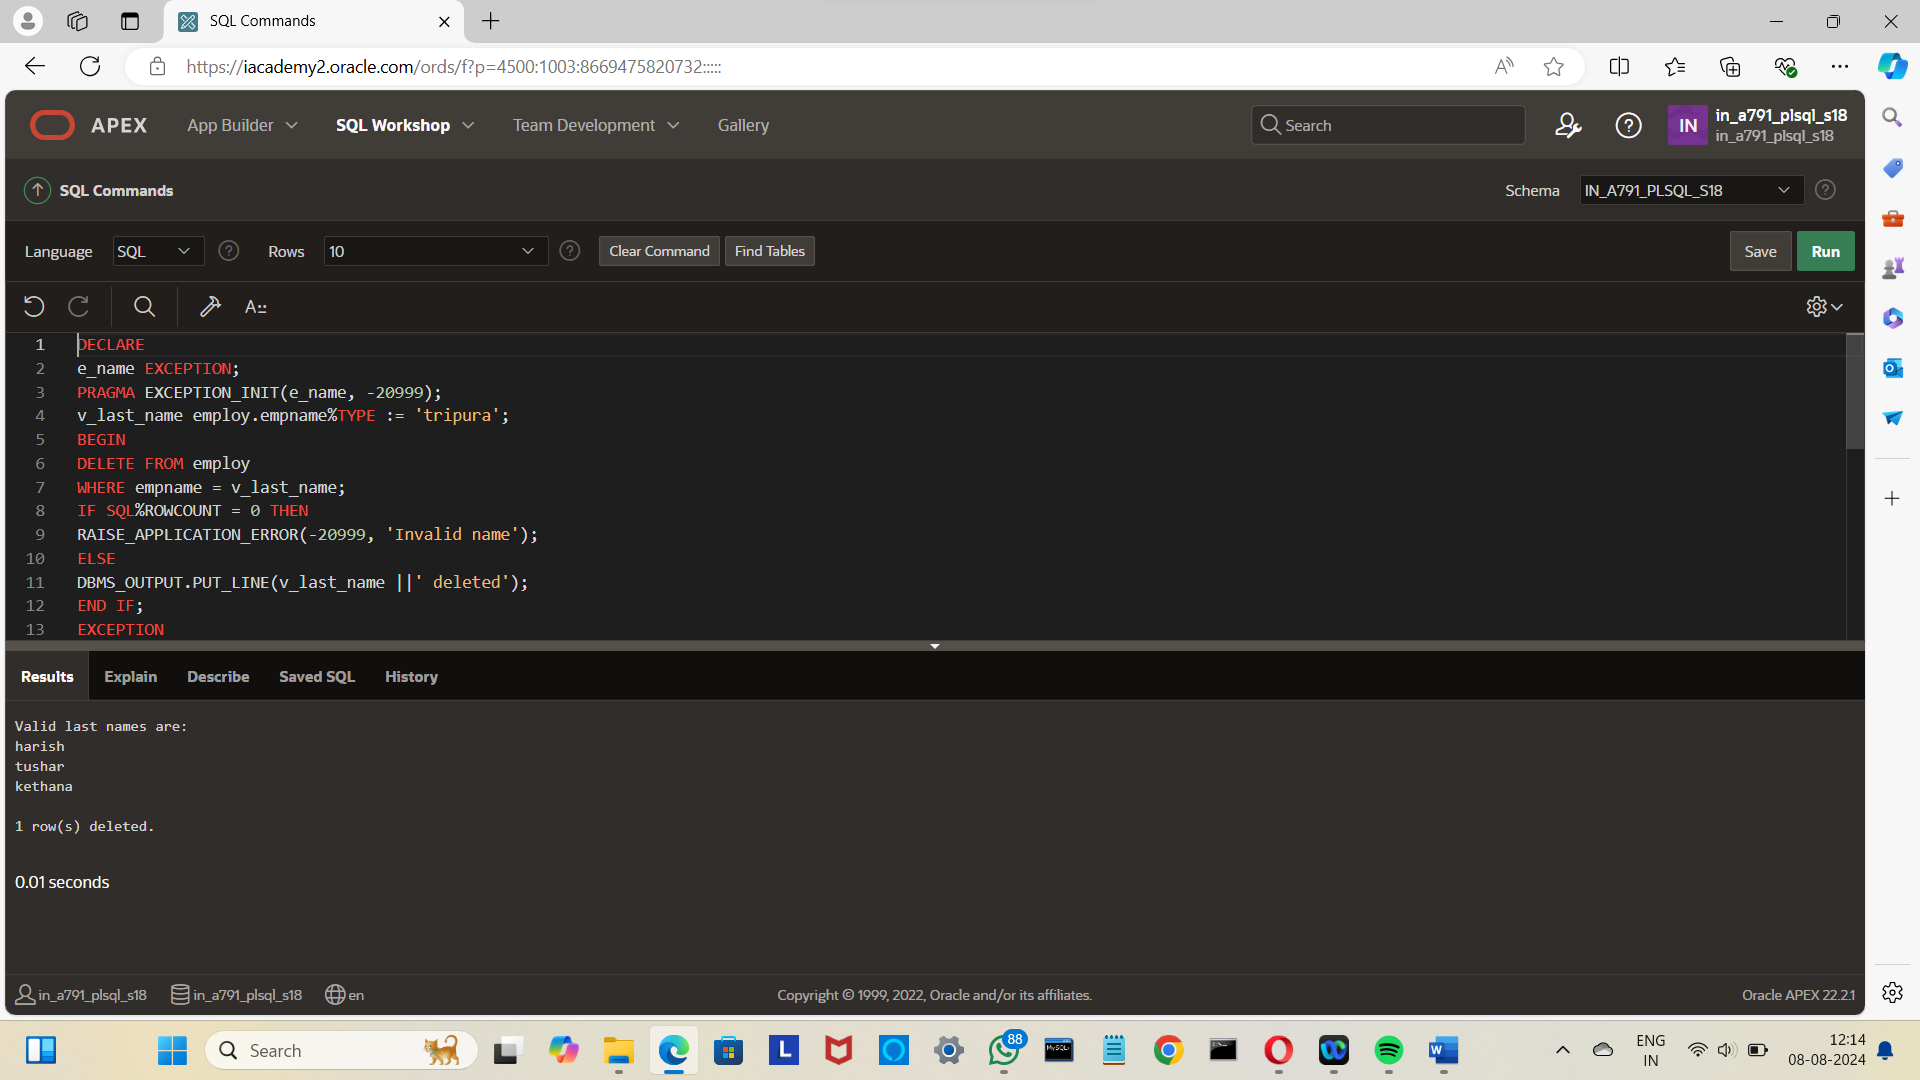 SQL Commands
https://iacademy2.oracle.com/ords/f?p=4500:1003:8669475820732:::::
APEX App Builder SQL Workshop Team Development Gallery Search IN in_a791_plsql_s18
in_a791_plsql_s18
SQL Commands Schema IN_A791_PLSQL_S18
Language SQL Rows 10 Clear Command Find Tables Save Run
1 DECLARE
2 e_name EXCEPTION;
3 PRAGMA EXCEPTION_INIT(e_name, -20999);
4 v_last_name employ.empname%TYPE := 'tripura';
5 BEGIN
6 DELETE FROM employ
7 WHERE empname = v_last_name;
8 IF SQL%ROWCOUNT = 0 THEN
9 RAISE_APPLICATION_ERROR(-20999, 'Invalid name');
10 ELSE
11 DBMS_OUTPUT.PUT_LINE(v_last_name ||' deleted');
12 END IF;
13 EXCEPTION
Results Explain Describe Saved SQL History
Valid last names are:
harish
tushar
kethana
1 row(s) deleted.
0.01 seconds
in_a791_plsql_s18 in_a791_plsql_s18 en Copyright © 1999, 2022, Oracle and/or its affiliates. Oracle APEX 22.2.1
Search 88 ENG
IN
12:14
08-08-2024